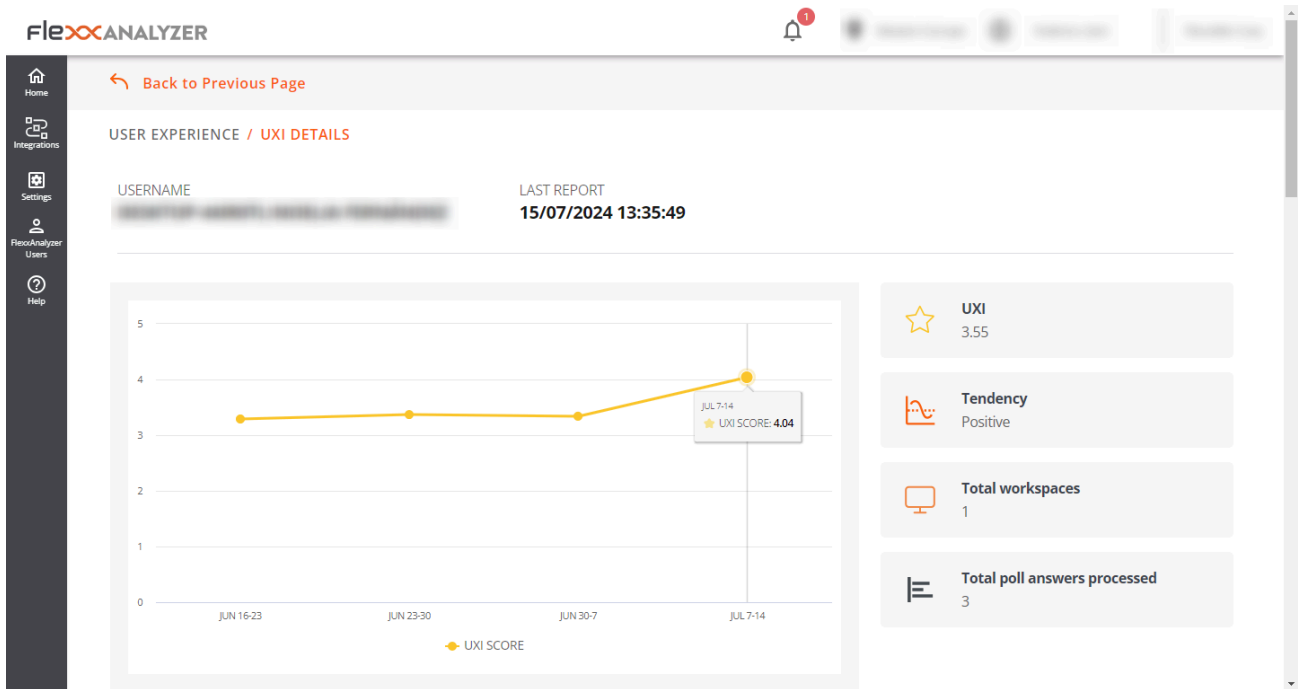 FlexxANALYZER
1
Home
Integrations
Settings
FlexxAnalyzer
Users
Help
Back to Previous Page
USER EXPERIENCE / UXI DETAILS
USERNAME
LAST REPORT
15/07/2024 13:35:49
5
4
3
2
1
0
JUL 7-14
UXI SCORE: 4.04
JUN 16-23
JUN 23-30
JUN 30-7
JUL 7-14
UXI SCORE
UXI
3.55
Tendency
Positive
Total workspaces
1
Total poll answers processed
3